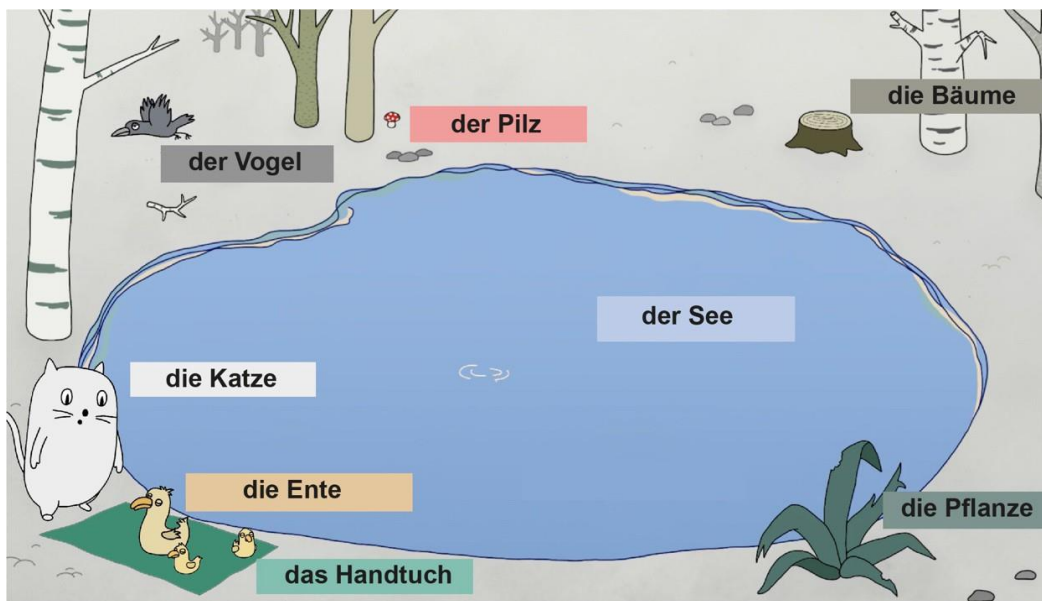 die Bäume
der Pilz
der Vogel
der See
die Katze
die Ente
die Pflanze
das Handtuch